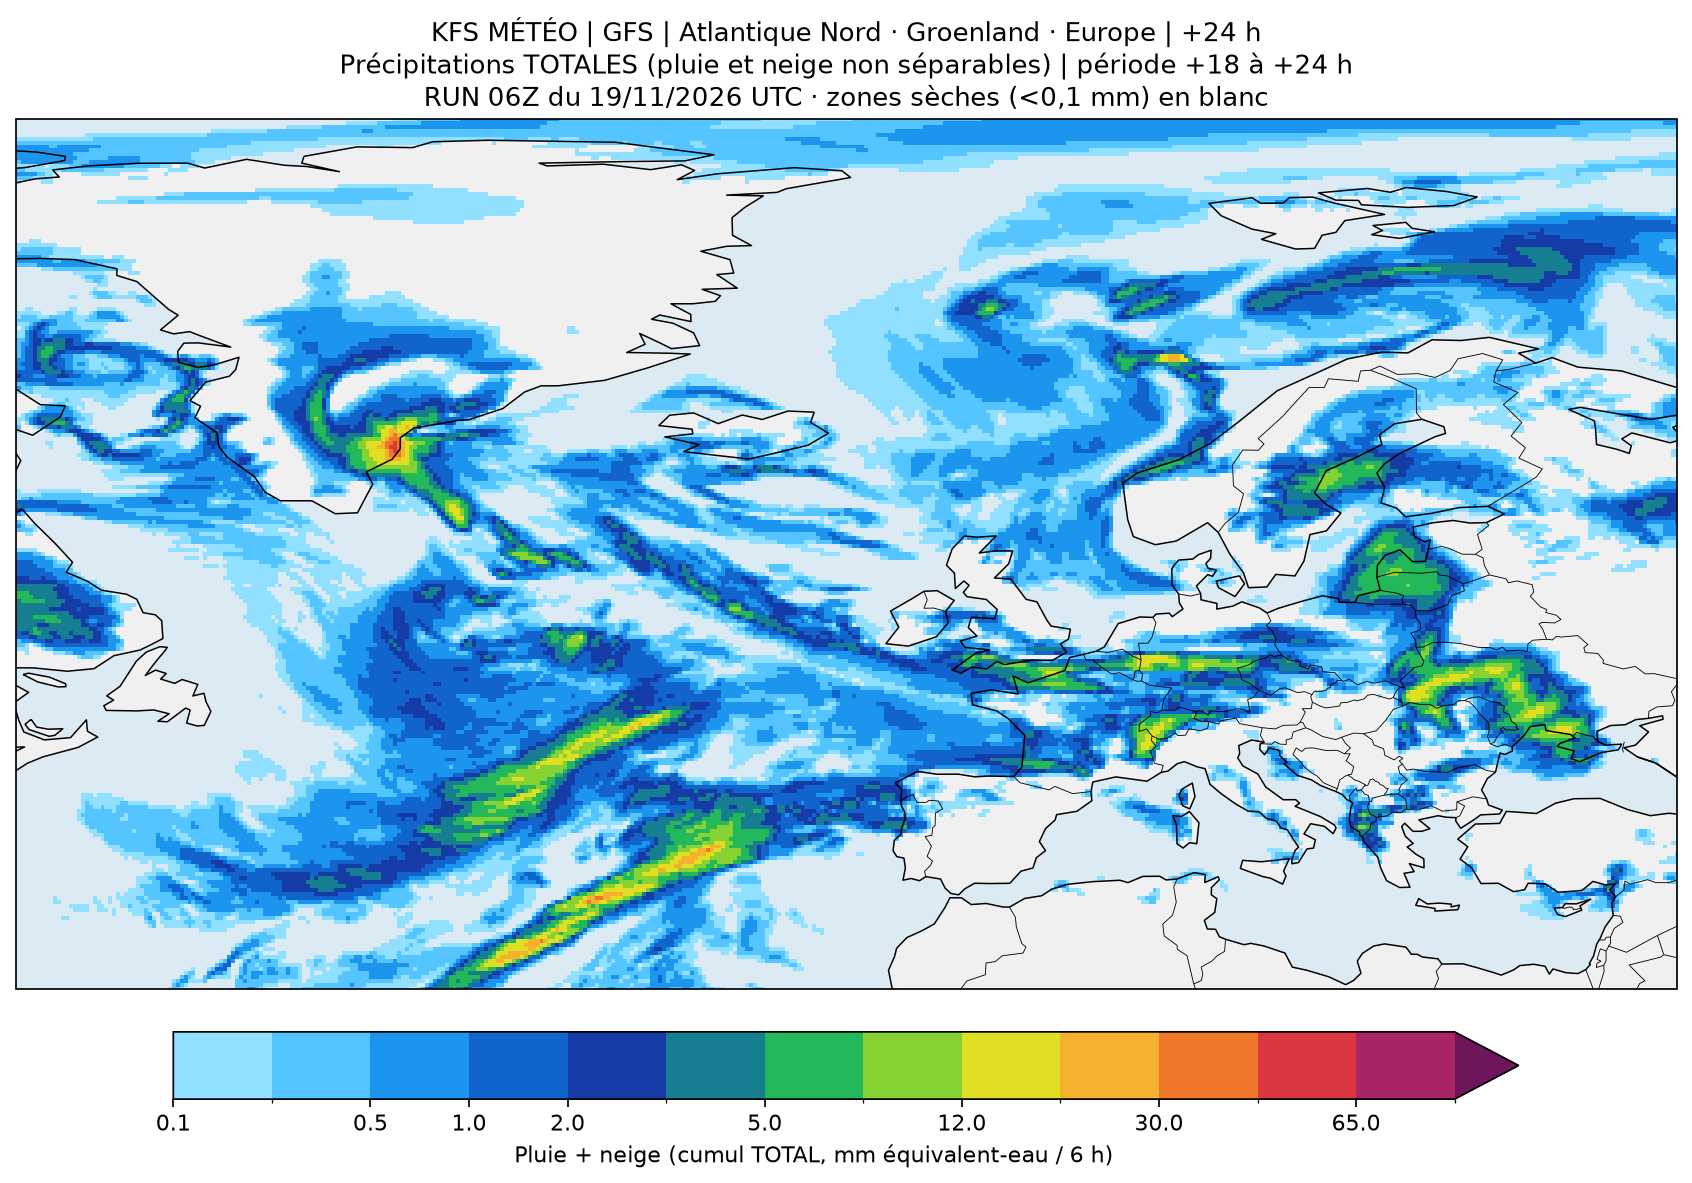 KFS MÉTÉO | GFS | Atlantique Nord · Groenland · Europe | +24 h
Précipitations TOTALES (pluie et neige non séparables) | période +18 à +24 h
RUN 06Z du 19/11/2026 UTC · zones sèches (<0,1 mm) en blanc
0.1 0.5 1.0 2.0 5.0 12.0 30.0 65.0
Pluie + neige (cumul TOTAL, mm équivalent-eau / 6 h)